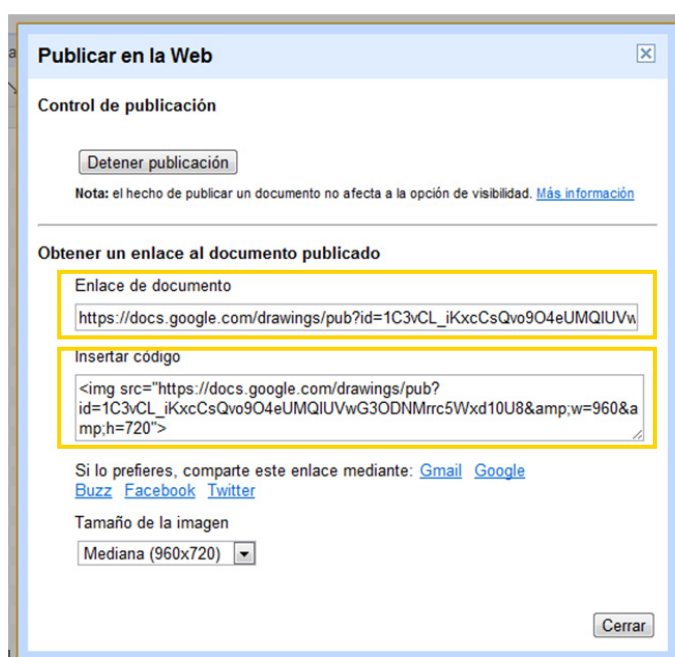 Publicar en la Web
Control de publicación
Detener publicación
Nota: el hecho de publicar un documento no afecta a la opción de visibilidad. Más información
Obtener un enlace al documento publicado
Enlace de documento
https://docs.google.com/drawings/pub?id=1C3vCL_iKxcCsQvo9O4eUMQIUVw
Insertar código
<img src="https://docs.google.com/drawings/pub?
id=1C3vCL_iKxcCsQvo9O4eUMQIUVwG3ODNMrrc5Wxd10U8&amp;w=960&a
mp;h=720">
Si lo prefieres, comparte este enlace mediante: Gmail Google
Buzz Facebook Twitter
Tamaño de la imagen
Mediana (960x720)
Cerrar